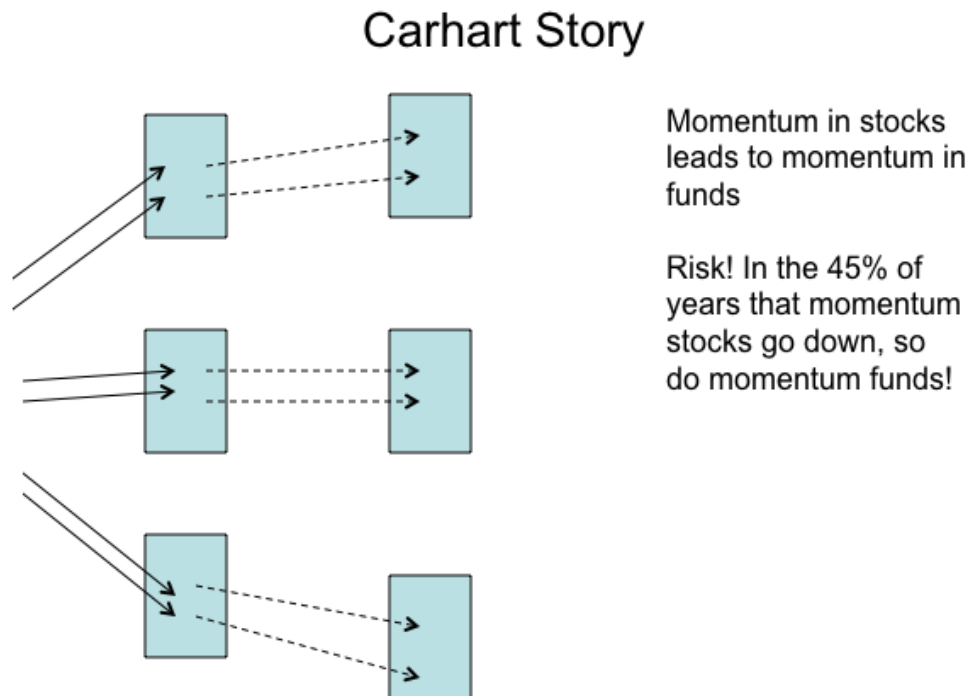 Carhart Story
Momentum in stocks
leads to momentum in
funds
Risk! In the 45% of
years that momentum
stocks go down, so
do momentum funds!